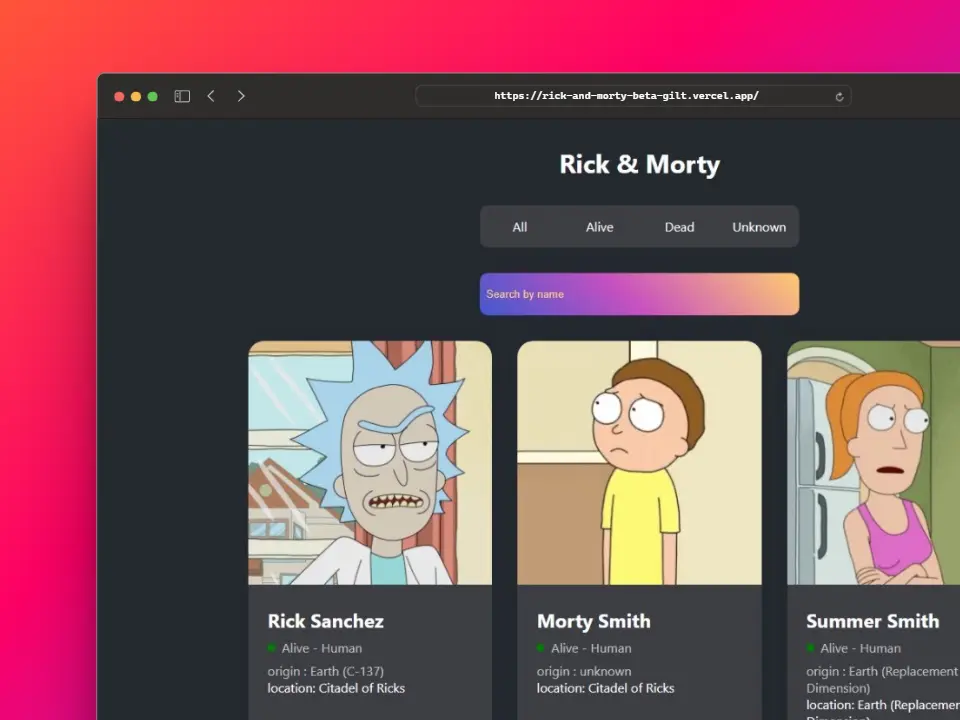 https://rick-and-morty-beta-gilt.vercel.app/
Rick & Morty
All Alive Dead Unknown
Search by name
Rick Sanchez
Alive - Human
origin : Earth (C-137)
location: Citadel of Ricks
Morty Smith
Alive - Human
origin : unknown
location: Citadel of Ricks
Summer Smith
Alive - Human
origin : Earth (Replacement
Dimension)
location: Earth (Replacement
Dimension)